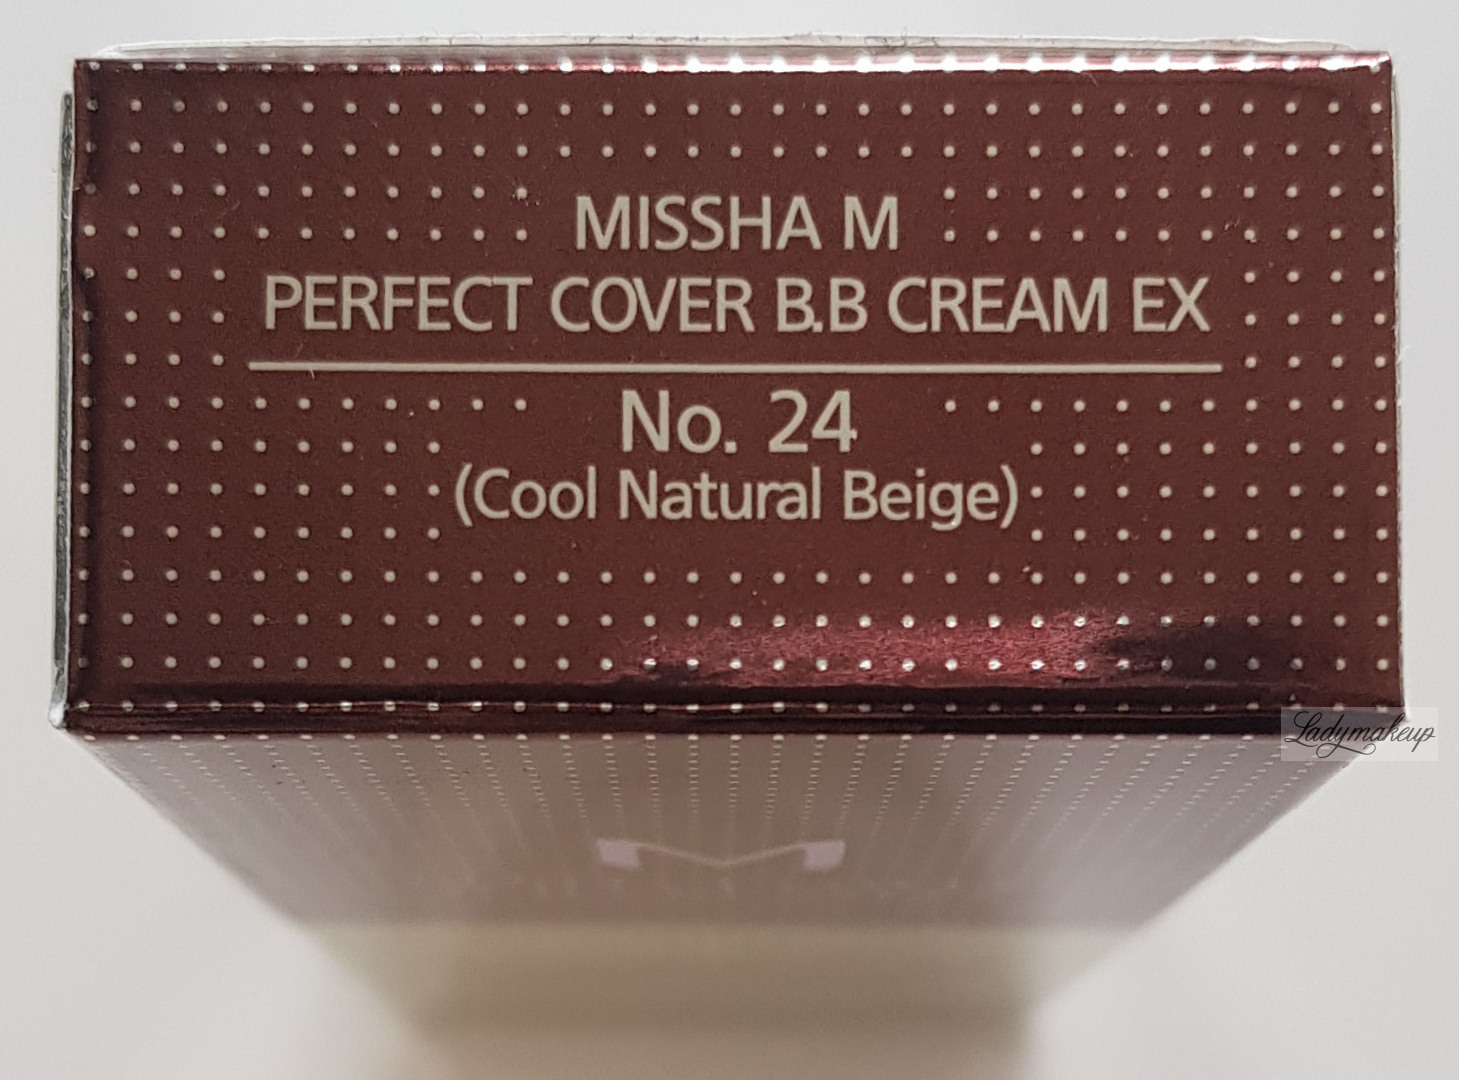 MISSHA M
PERFECT COVER B.B CREAM EX
No. 24
(Cool Natural Beige)
Ladymakeup